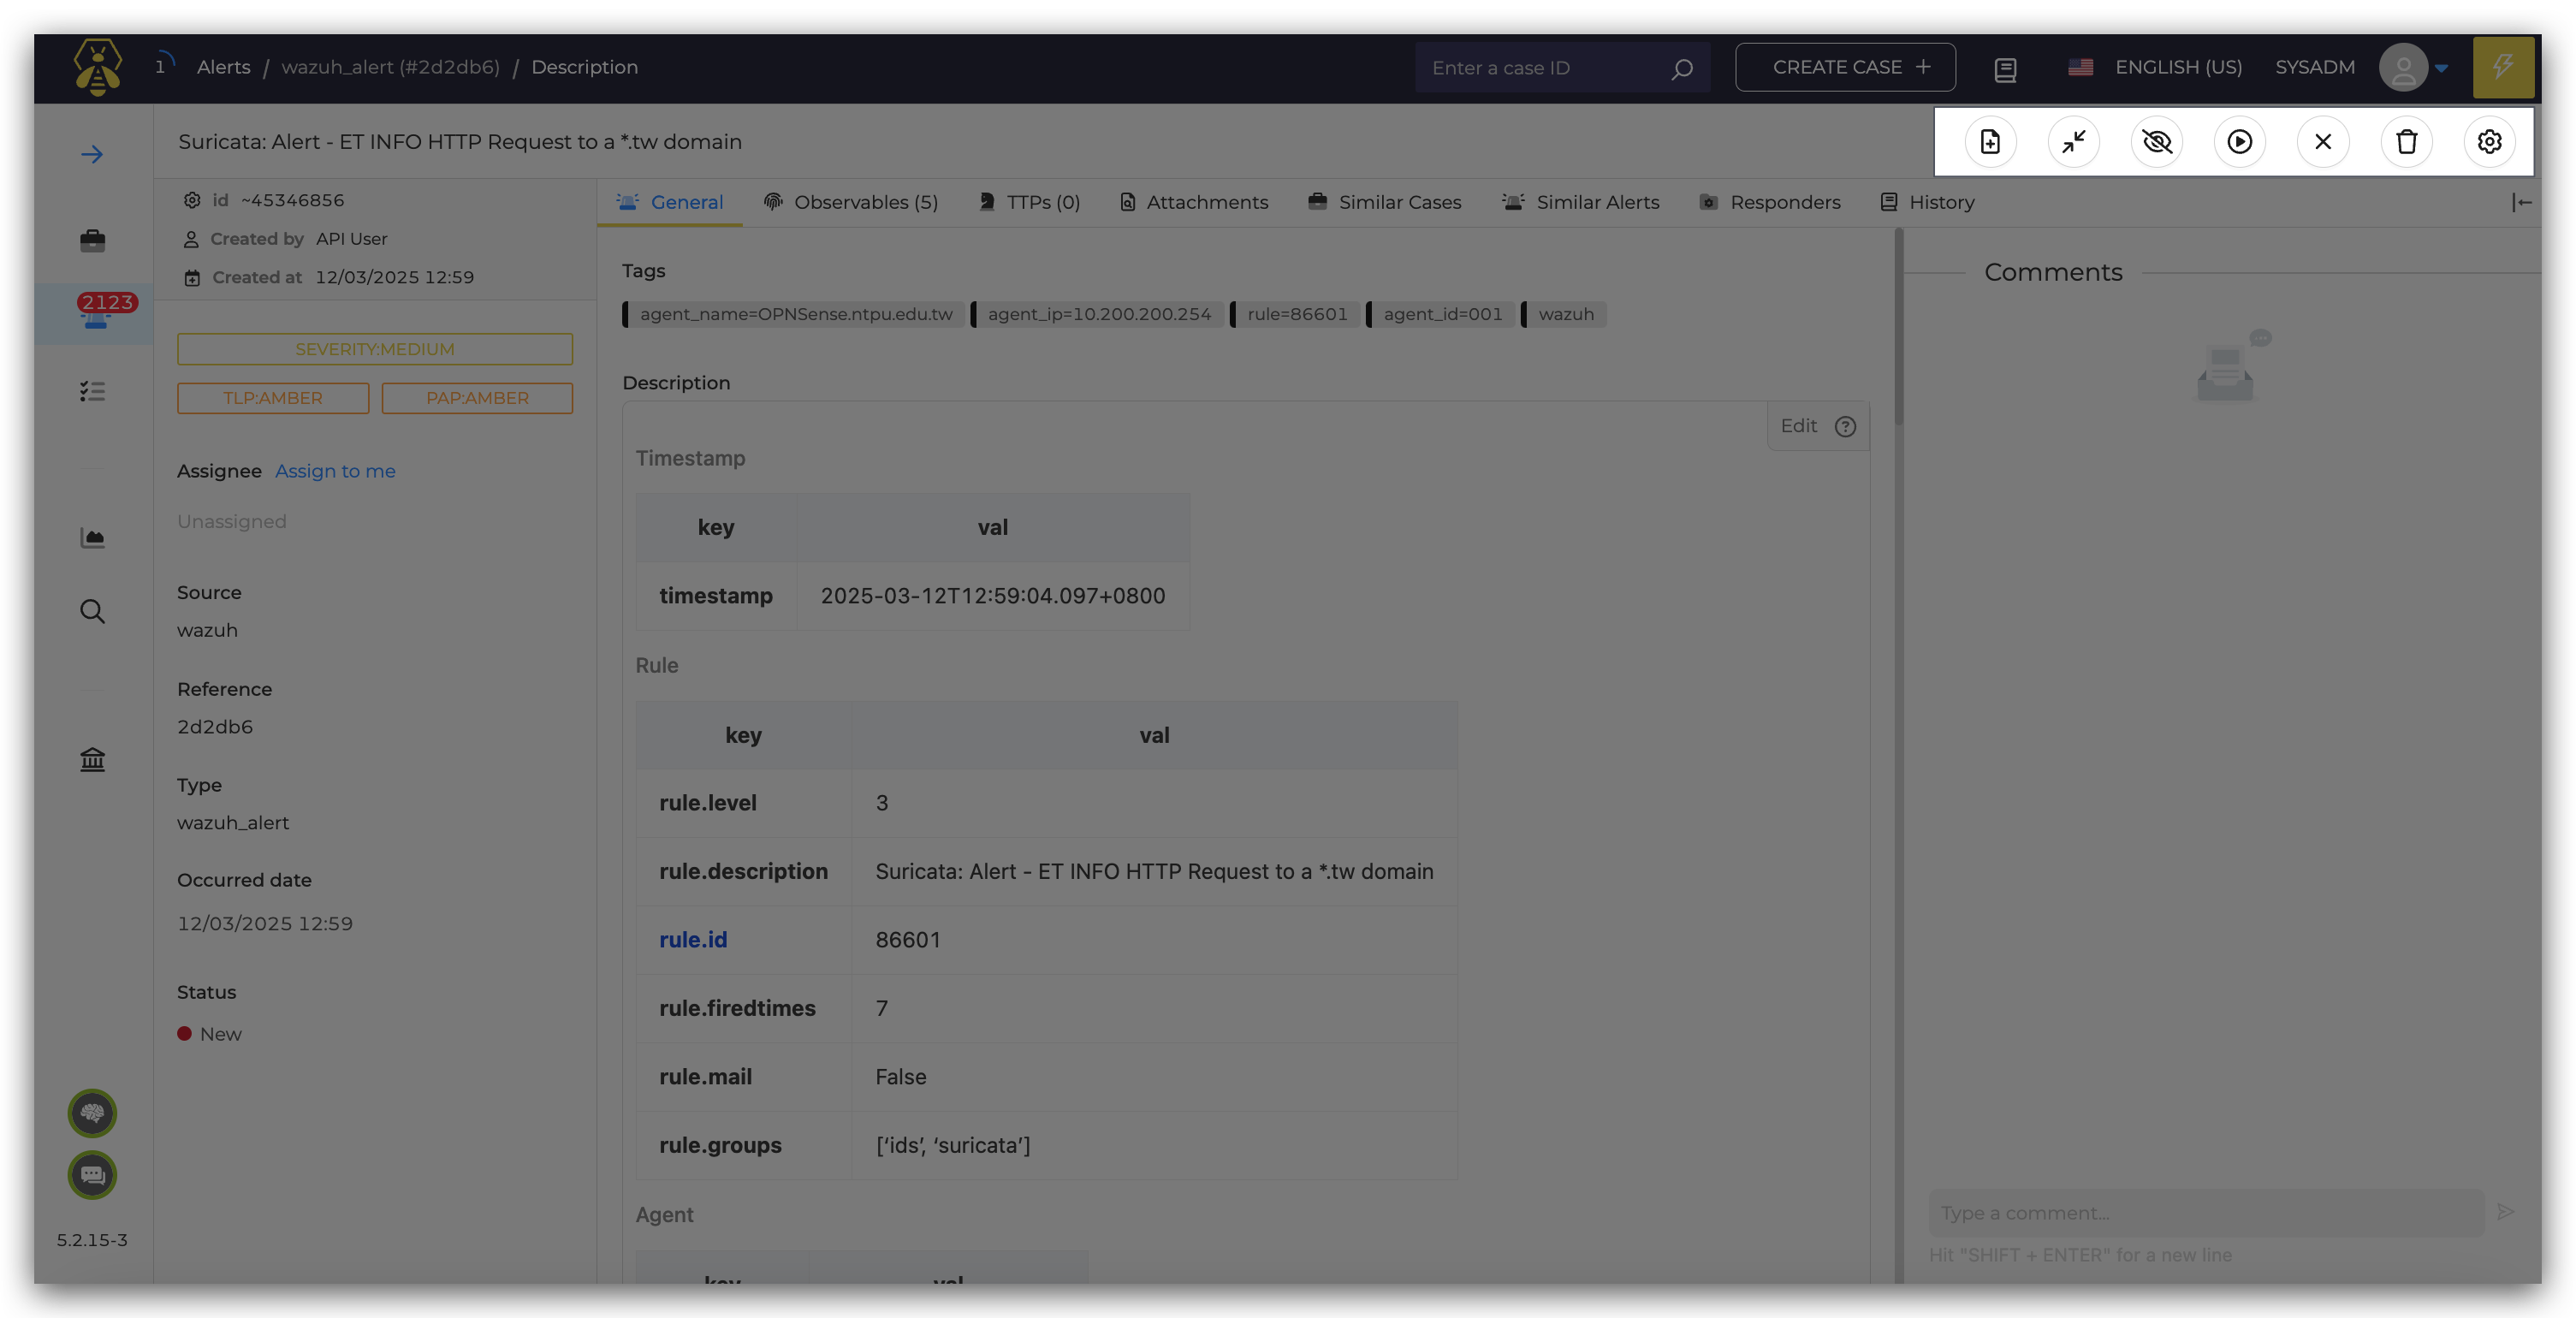 1 Alerts / wazuh_alert (#2d2db6) / Description
Enter a case ID
CREATE CASE +
ENGLISH (US)
SYSADM
Suricata: Alert - ET INFO HTTP Request to a *.tw domain
id ~45346856
Created by API User
Created at 12/03/2025 12:59
2123
SEVERITY:MEDIUM
TLP:AMBER
PAP:AMBER
Assignee Assign to me
Unassigned
Source
wazuh
Reference
2d2db6
Type
wazuh_alert
Occurred date
12/03/2025 12:59
Status
New
5.2.15-3
General
Observables (5)
TTPs (0)
Attachments
Similar Cases
Similar Alerts
Responders
History
Tags
agent_name=OPNSense.ntpu.edu.tw
agent_ip=10.200.200.254
rule=86601
agent_id=001
wazuh
Description
Edit
Timestamp
key val
timestamp 2025-03-12T12:59:04.097+0800
Rule
key val
rule.level 3
rule.description Suricata: Alert - ET INFO HTTP Request to a *.tw domain
rule.id 86601
rule.firedtimes 7
rule.mail False
rule.groups [‘ids’, ‘suricata’]
Agent
key val
Comments
Type a comment...
Hit "SHIFT + ENTER" for a new line